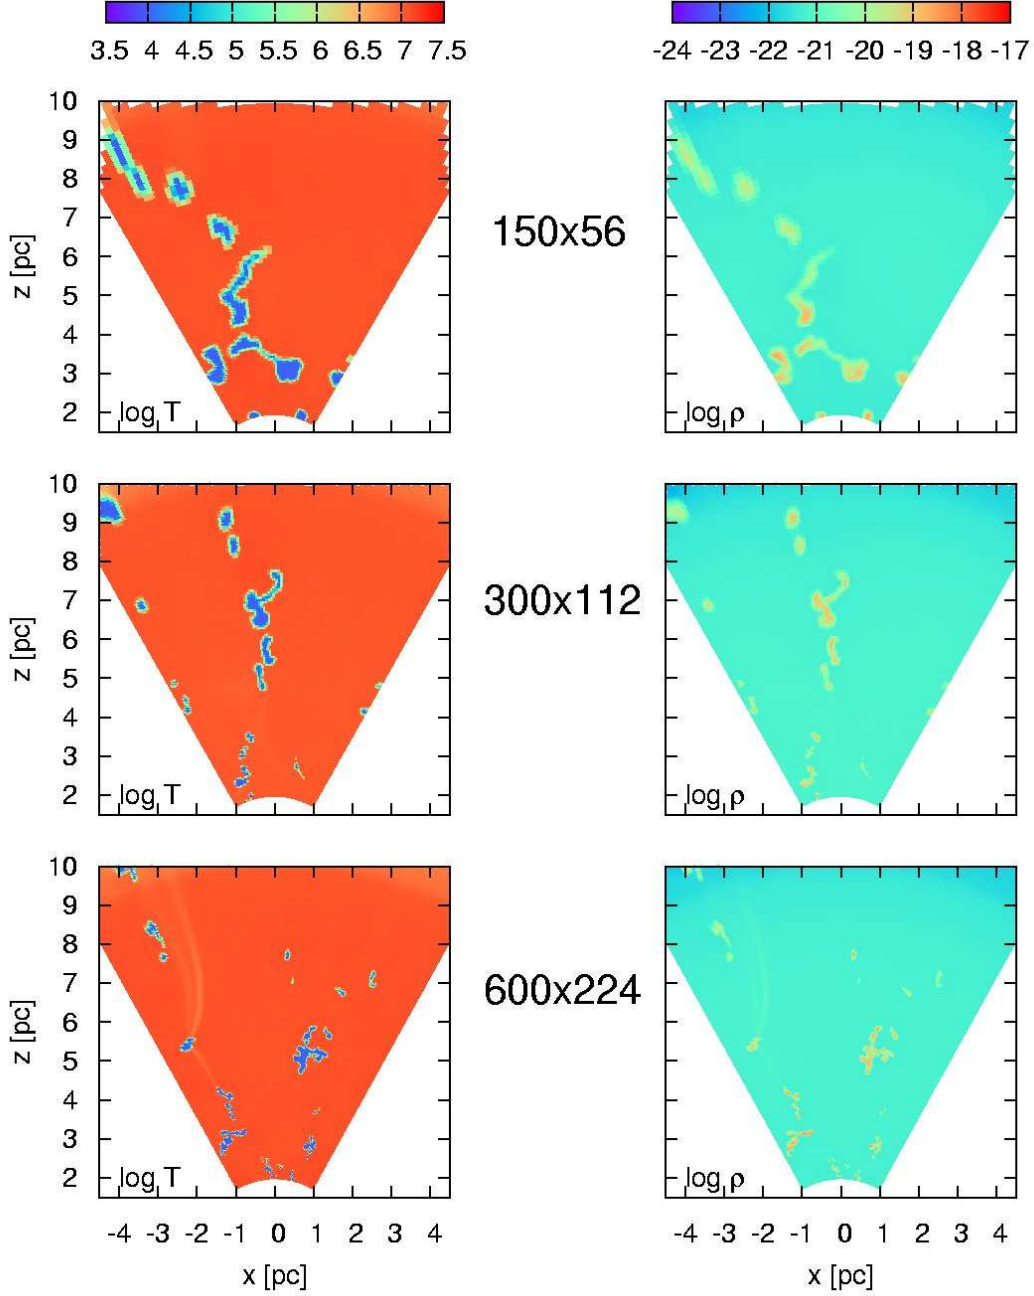 3.5 4 4.5 5 5.5 6 6.5 7 7.5
-24 -23 -22 -21 -20 -19 -18 -17
10
9
8
7
6
5
4
3
2
z [pc]
log T
150x56
log ρ
10
9
8
7
6
5
4
3
2
z [pc]
log T
300x112
log ρ
10
9
8
7
6
5
4
3
2
z [pc]
log T
600x224
log ρ
-4 -3 -2 -1 0 1 2 3 4
x [pc]
-4 -3 -2 -1 0 1 2 3 4
x [pc]